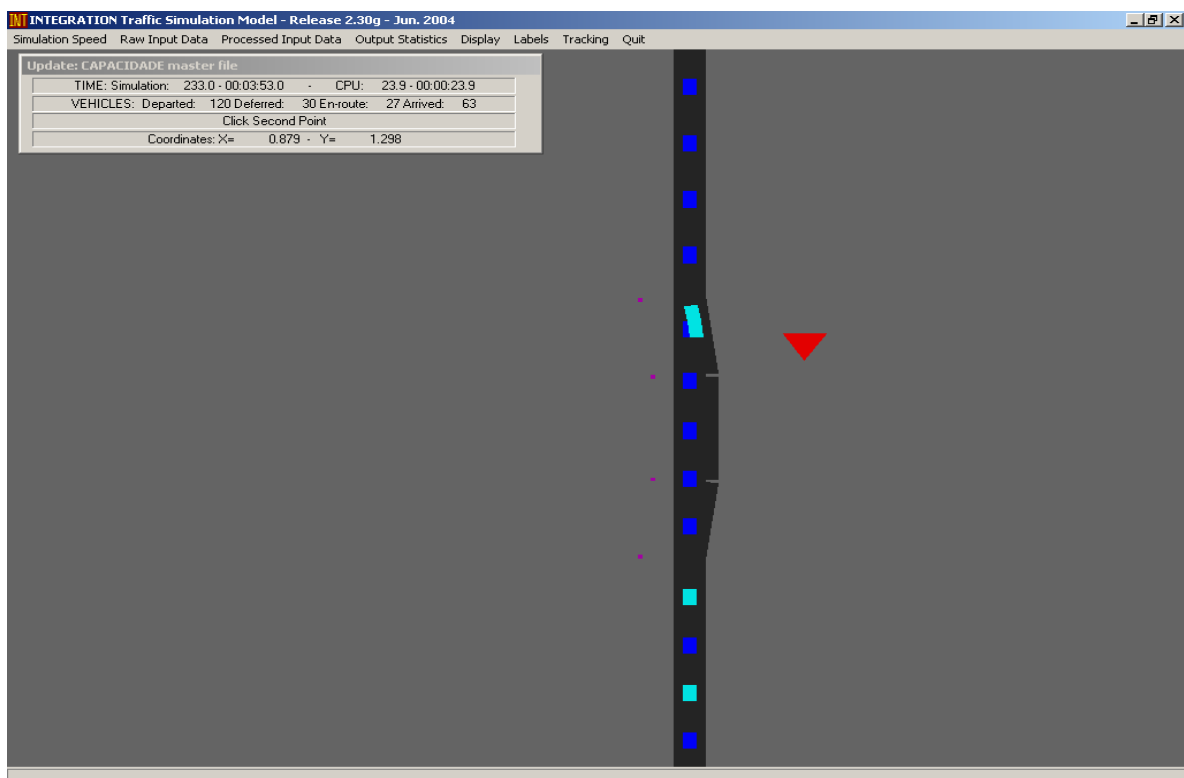 INT INTEGRATION Traffic Simulation Model - Release 2.30g - Jun. 2004
Simulation Speed Raw Input Data Processed Input Data Output Statistics Display Labels Tracking Quit
Update: CAPACIDADE master file
TIME: Simulation: 233.0 - 00:03:53.0 - CPU: 23.9 - 00:00:23.9
VEHICLES: Departed: 120 Deferred: 30 En-route: 27 Arrived: 63
Click Second Point
Coordinates: X= 0.879 - Y= 1.298